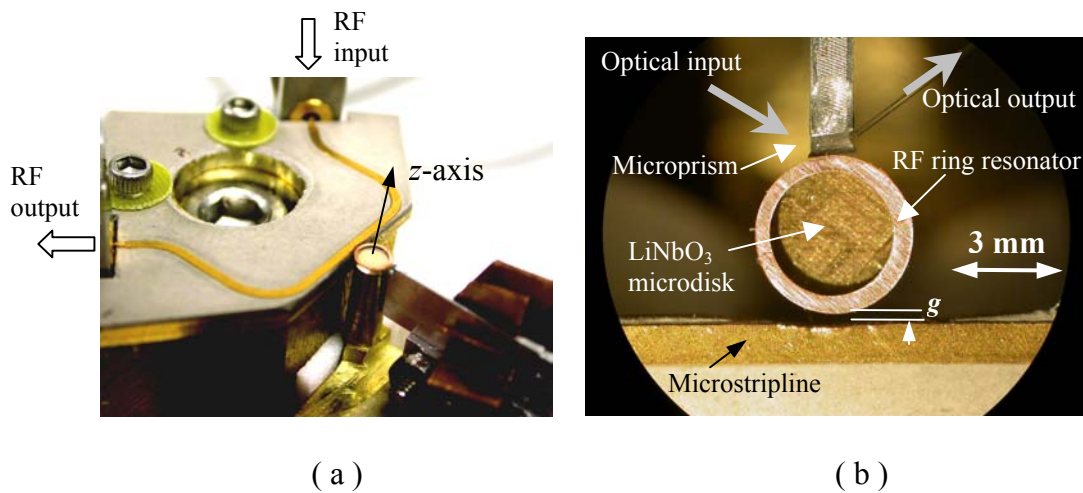 RF
input
z-axis
RF
output
( a )
Optical input
Optical output
Microprism
RF ring resonator
LiNbO₃
microdisk
3 mm
g
Microstripline
( b )